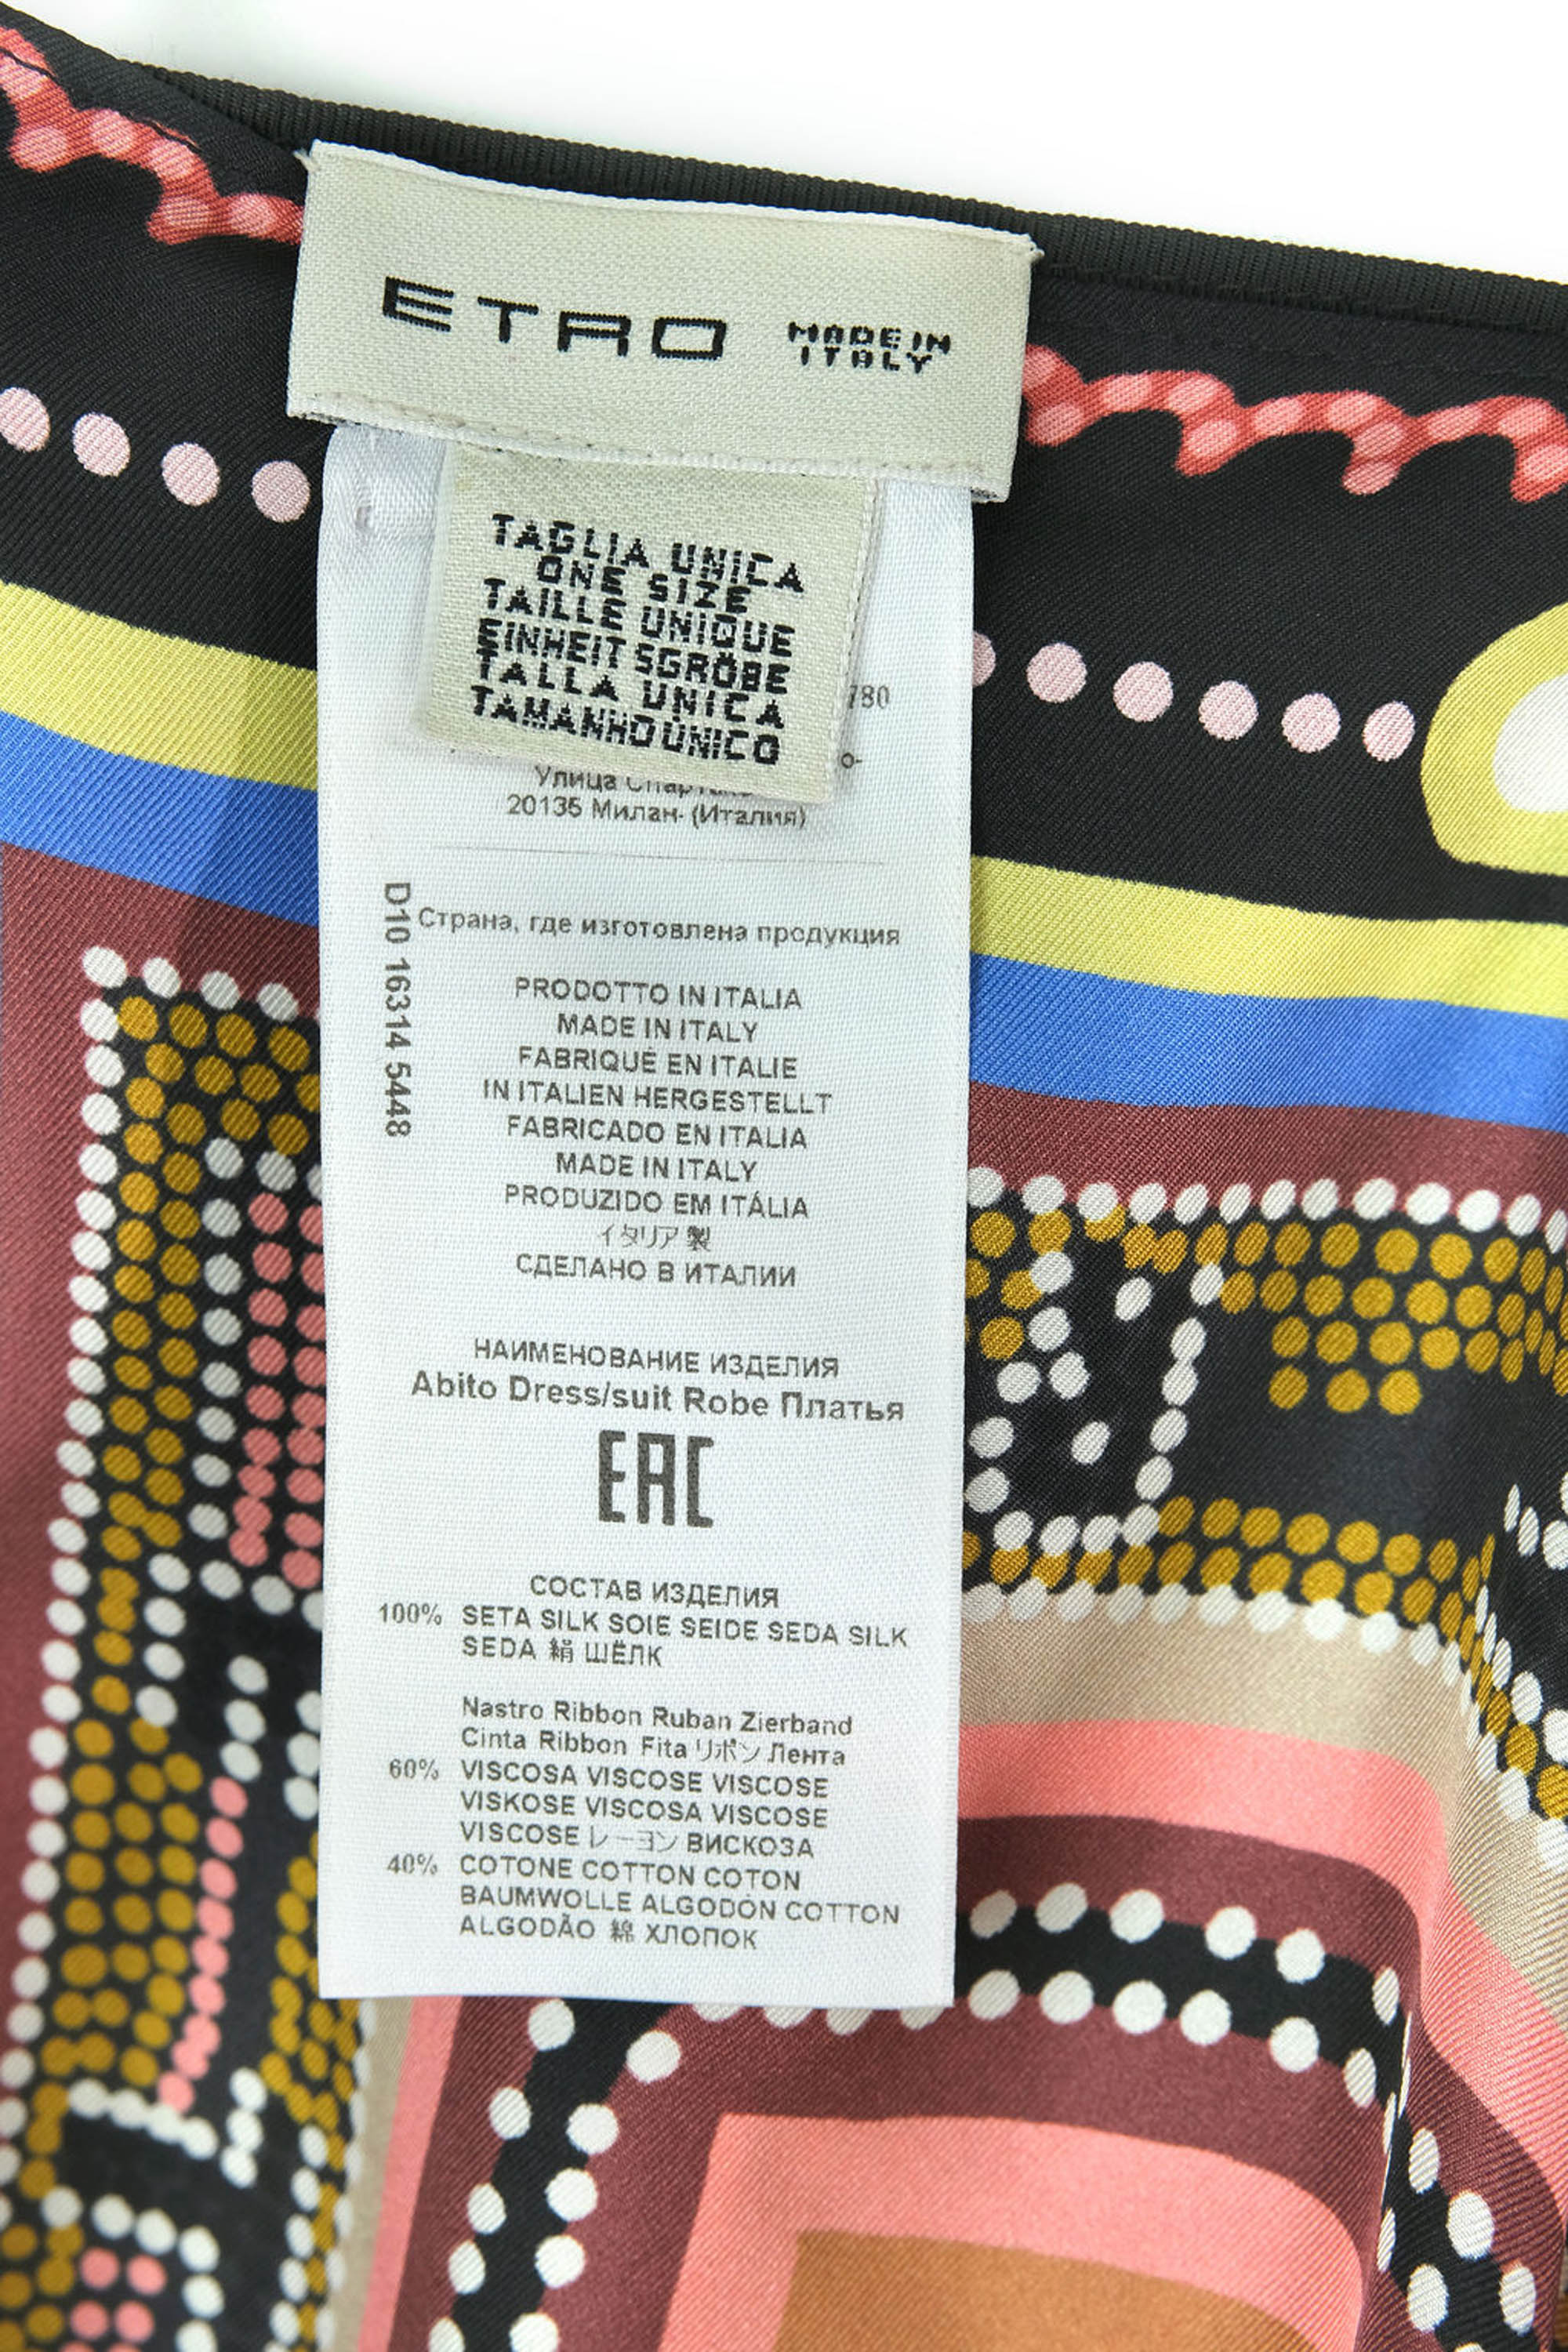 ETRO MADE IN
ITALY
TAGLIA UNICA
ONE SIZE
TAILLE UNIQUE
EINHEITSGRÖBE
TALLA UNICA
TAMANHO ÚNICO
780
о-
Улица
20135 Милан- (Италия)
D10 16314 5448
Страна, где изготовлена продукция
PRODOTTO IN ITALIA
MADE IN ITALY
FABRIQUÉ EN ITALIE
IN ITALIEN HERGESTELLT
FABRICADO EN ITALIA
MADE IN ITALY
PRODUZIDO EM ITÁLIA
イタリア製
СДЕЛАНО В ИТАЛИИ
НАИМЕНОВАНИЕ ИЗДЕЛИЯ
Abito Dress/suit Robe Платья
EAC
СОСТАВ ИЗДЕЛИЯ
100% SETA SILK SOIE SEIDE SEDA SILK
SEDA 絹 ШЁЛК
Nastro Ribbon Ruban Zierband
Cinta Ribbon Fita リボン Лента
60% VISCOSA VISCOSE VISCOSE
VISKOSE VISCOSA VISCOSE
VISCOSE レーヨン ВИСКОЗА
40% COTONE COTTON COTON
BAUMWOLLE ALGODÓN COTTON
ALGODÃO 綿 ХЛОПОК